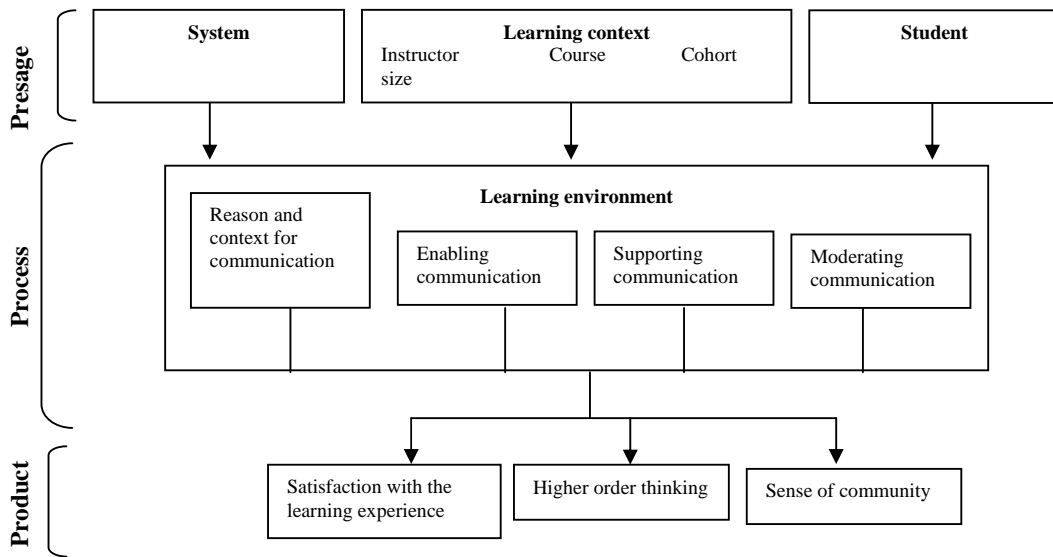 Presage
System
Learning context
Instructor Course Cohort
size
Student
Process
Learning environment
Reason and
context for
communication
Enabling
communication
Supporting
communication
Moderating
communication
Product
Satisfaction with the
learning experience
Higher order thinking
Sense of community